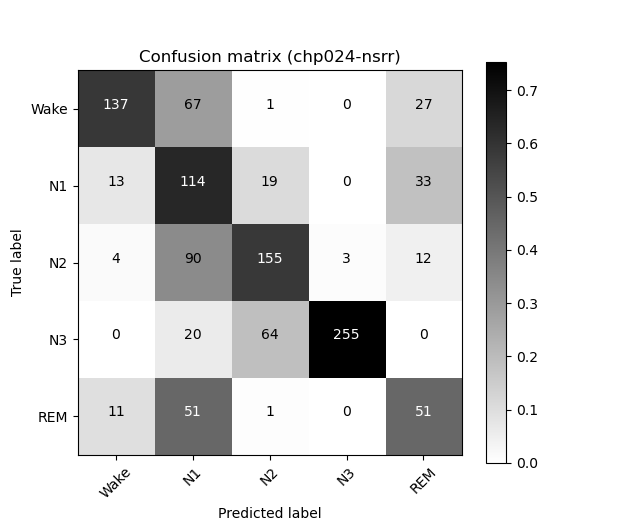 Confusion matrix (chp024-nsrr)
0.7
Wake 137 67 1 0 27
0.6
N1 13 114 19 0 33
0.5
True label
0.4
N2 4 90 155 3 12
0.3
N3 0 20 64 255 0
0.2
REM 11 51 1 0 51
0.1
0.0
Wake N1 N2 N3 REM
Predicted label